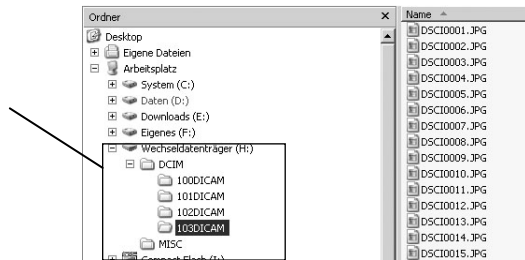 Ordner
Desktop
Eigene Dateien
Arbeitsplatz
System (C:)
Daten (D:)
Downloads (E:)
Eigenes (F:)
Wechseldatenträger (H:)
DCIM
100DICAM
101DICAM
102DICAM
103DICAM
MISC
Compact Flash (I:)
Name
DSCI0001.JPG
DSCI0002.JPG
DSCI0003.JPG
DSCI0004.JPG
DSCI0005.JPG
DSCI0006.JPG
DSCI0007.JPG
DSCI0008.JPG
DSCI0009.JPG
DSCI0010.JPG
DSCI0011.JPG
DSCI0012.JPG
DSCI0013.JPG
DSCI0014.JPG
DSCI0015.JPG